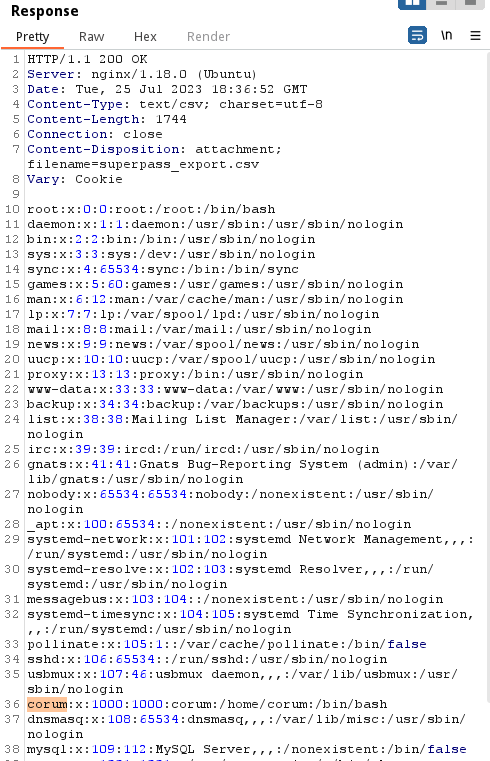 Response
Pretty Raw Hex Render \n
1 HTTP/1.1 200 OK
2 Server: nginx/1.18.0 (Ubuntu)
3 Date: Tue, 25 Jul 2023 18:36:52 GMT
4 Content-Type: text/csv; charset=utf-8
5 Content-Length: 1744
6 Connection: close
7 Content-Disposition: attachment;
filename=superpass_export.csv
8 Vary: Cookie
9
10 root:x:0:0:root:/root:/bin/bash
11 daemon:x:1:1:daemon:/usr/sbin:/usr/sbin/nologin
12 bin:x:2:2:bin:/bin:/usr/sbin/nologin
13 sys:x:3:3:sys:/dev:/usr/sbin/nologin
14 sync:x:4:65534:sync:/bin:/bin/sync
15 games:x:5:60:games:/usr/games:/usr/sbin/nologin
16 man:x:6:12:man:/var/cache/man:/usr/sbin/nologin
17 lp:x:7:7:lp:/var/spool/lpd:/usr/sbin/nologin
18 mail:x:8:8:mail:/var/mail:/usr/sbin/nologin
19 news:x:9:9:news:/var/spool/news:/usr/sbin/nologin
20 uucp:x:10:10:uucp:/var/spool/uucp:/usr/sbin/nologin
21 proxy:x:13:13:proxy:/bin:/usr/sbin/nologin
22 www-data:x:33:33:www-data:/var/www:/usr/sbin/nologin
23 backup:x:34:34:backup:/var/backups:/usr/sbin/nologin
24 list:x:38:38:Mailing List Manager:/var/list:/usr/sbin/
nologin
25 irc:x:39:39:ircd:/run/ircd:/usr/sbin/nologin
26 gnats:x:41:41:Gnats Bug-Reporting System (admin):/var/
lib/gnats:/usr/sbin/nologin
27 nobody:x:65534:65534:nobody:/nonexistent:/usr/sbin/
nologin
28 _apt:x:100:65534::/nonexistent:/usr/sbin/nologin
29 systemd-network:x:101:102:systemd Network Management,,,:
/run/systemd:/usr/sbin/nologin
30 systemd-resolve:x:102:103:systemd Resolver,,,:/run/
systemd:/usr/sbin/nologin
31 messagebus:x:103:104::/nonexistent:/usr/sbin/nologin
32 systemd-timesync:x:104:105:systemd Time Synchronization,
,,:/run/systemd:/usr/sbin/nologin
33 pollinate:x:105:1::/var/cache/pollinate:/bin/false
34 sshd:x:106:65534::/run/sshd:/usr/sbin/nologin
35 usbmux:x:107:46:usbmux daemon,,,:/var/lib/usbmux:/usr/
sbin/nologin
36 corum:x:1000:1000:corum:/home/corum:/bin/bash
37 dnsmasq:x:108:65534:dnsmasq,,,:/var/lib/misc:/usr/sbin/
nologin
38 mysql:x:109:112:MySQL Server,,,:/nonexistent:/bin/false